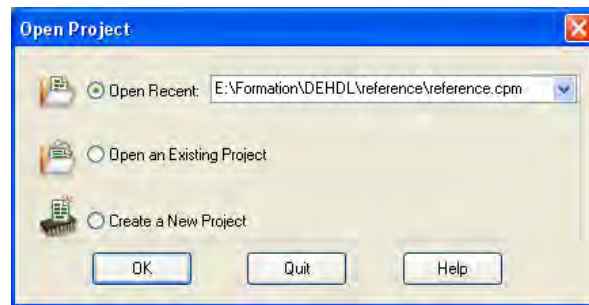 Open Project
Open Recent: E:\Formation\DEHDL\reference\reference.cpm
Open an Existing Project
Create a New Project
OK Quit Help